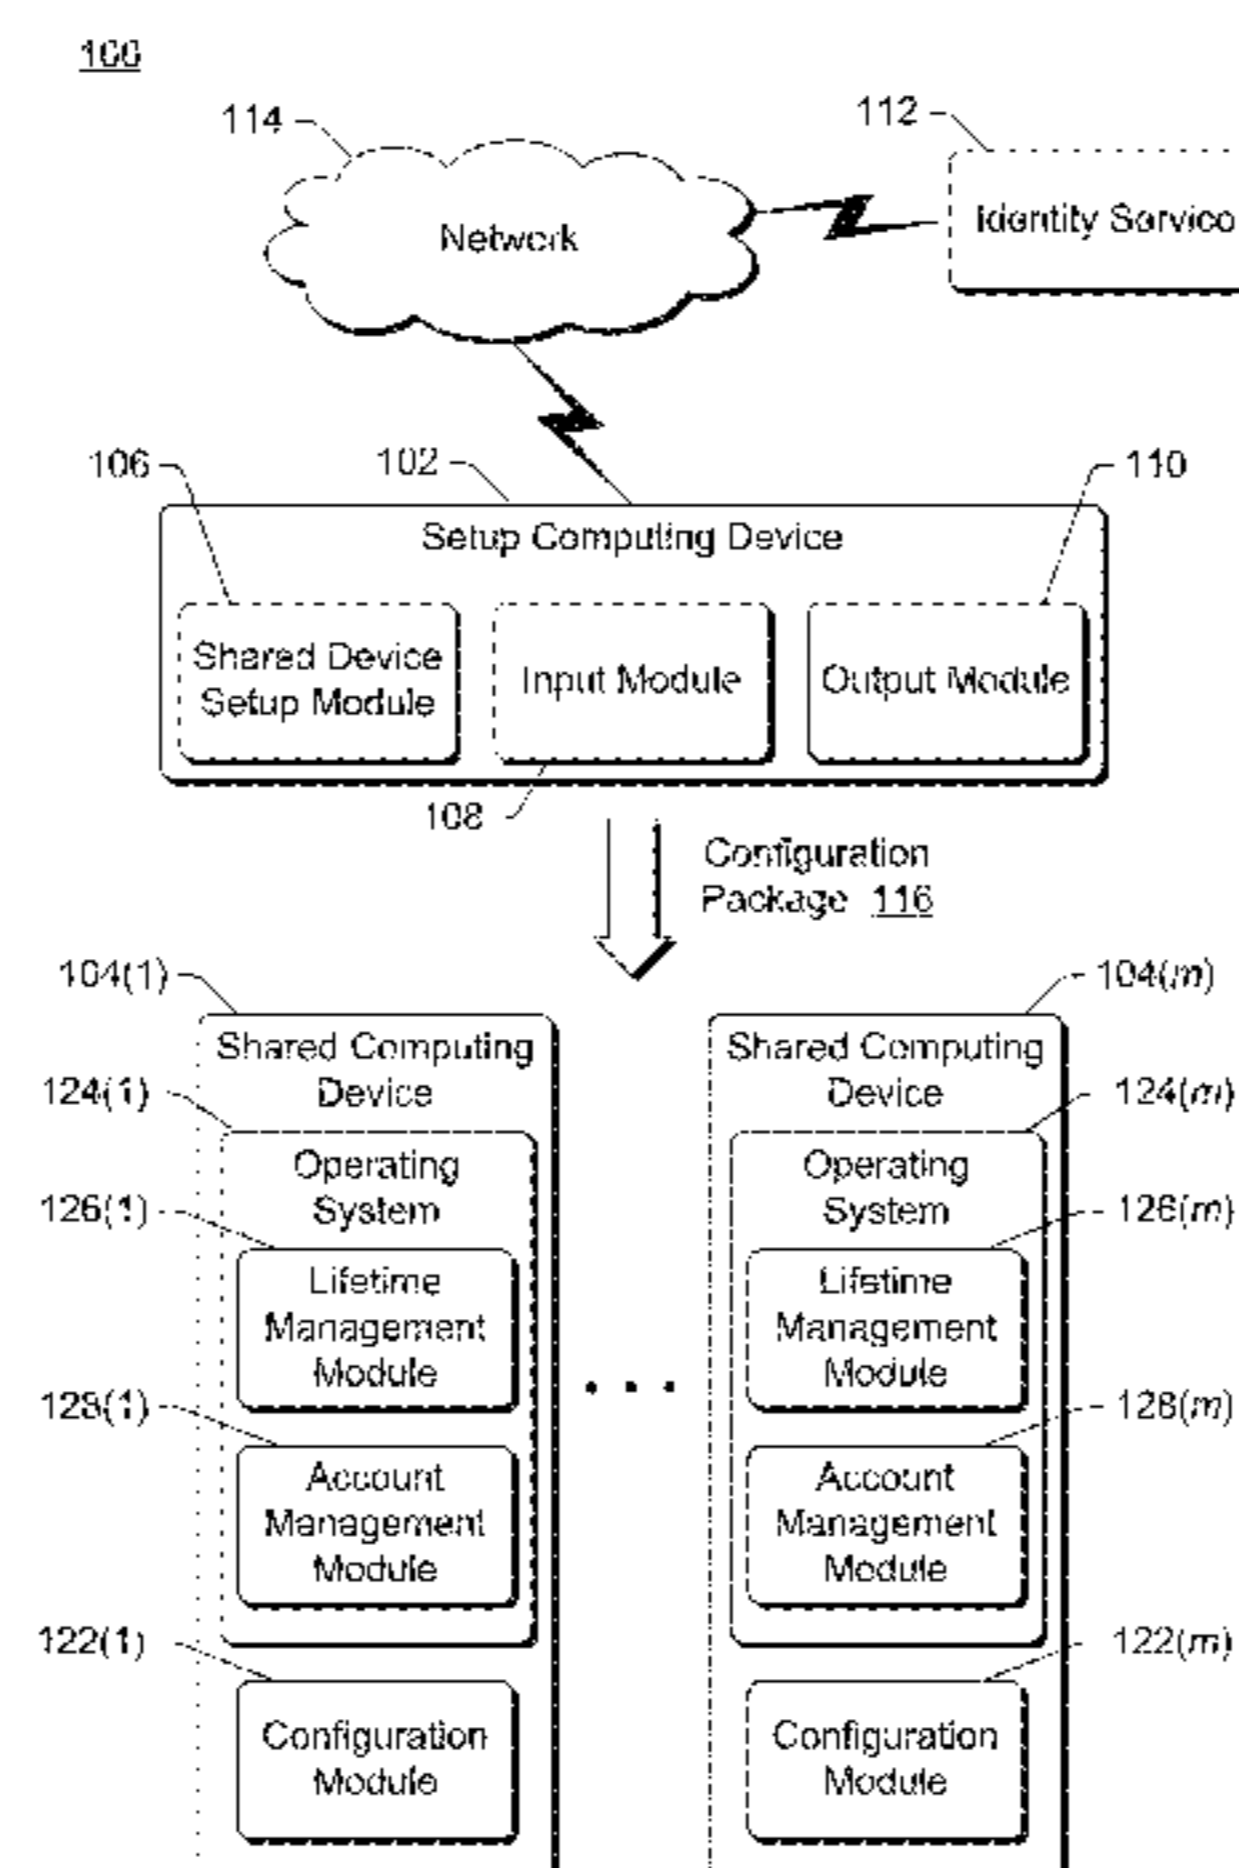 100
114
112
Network
Identity Service
106
102
110
Setup Computing Device
Shared Device
Setup Module
Input Module
Output Module
108
Configuration
Package 116
104(1)
104(m)
Shared Computing
Device
Shared Computing
Device
124(1)
124(m)
Operating
System
Operating
System
126(1)
126(m)
Lifetime
Management
Module
Lifetime
Management
Module
128(1)
128(m)
Account
Management
Module
Account
Management
Module
122(1)
122(m)
Configuration
Module
Configuration
Module